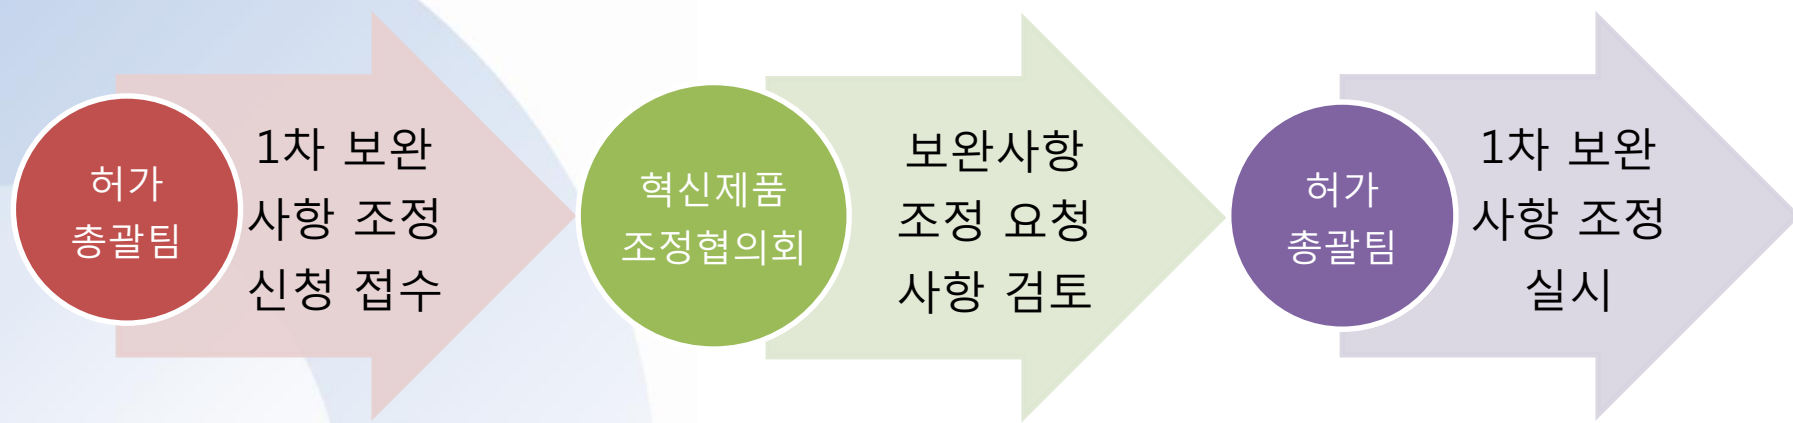 허가
총괄팀
1차 보완
사항 조정
신청 접수
혁신제품
조정협의회
보완사항
조정 요청
사항 검토
허가
총괄팀
1차 보완
사항 조정
실시